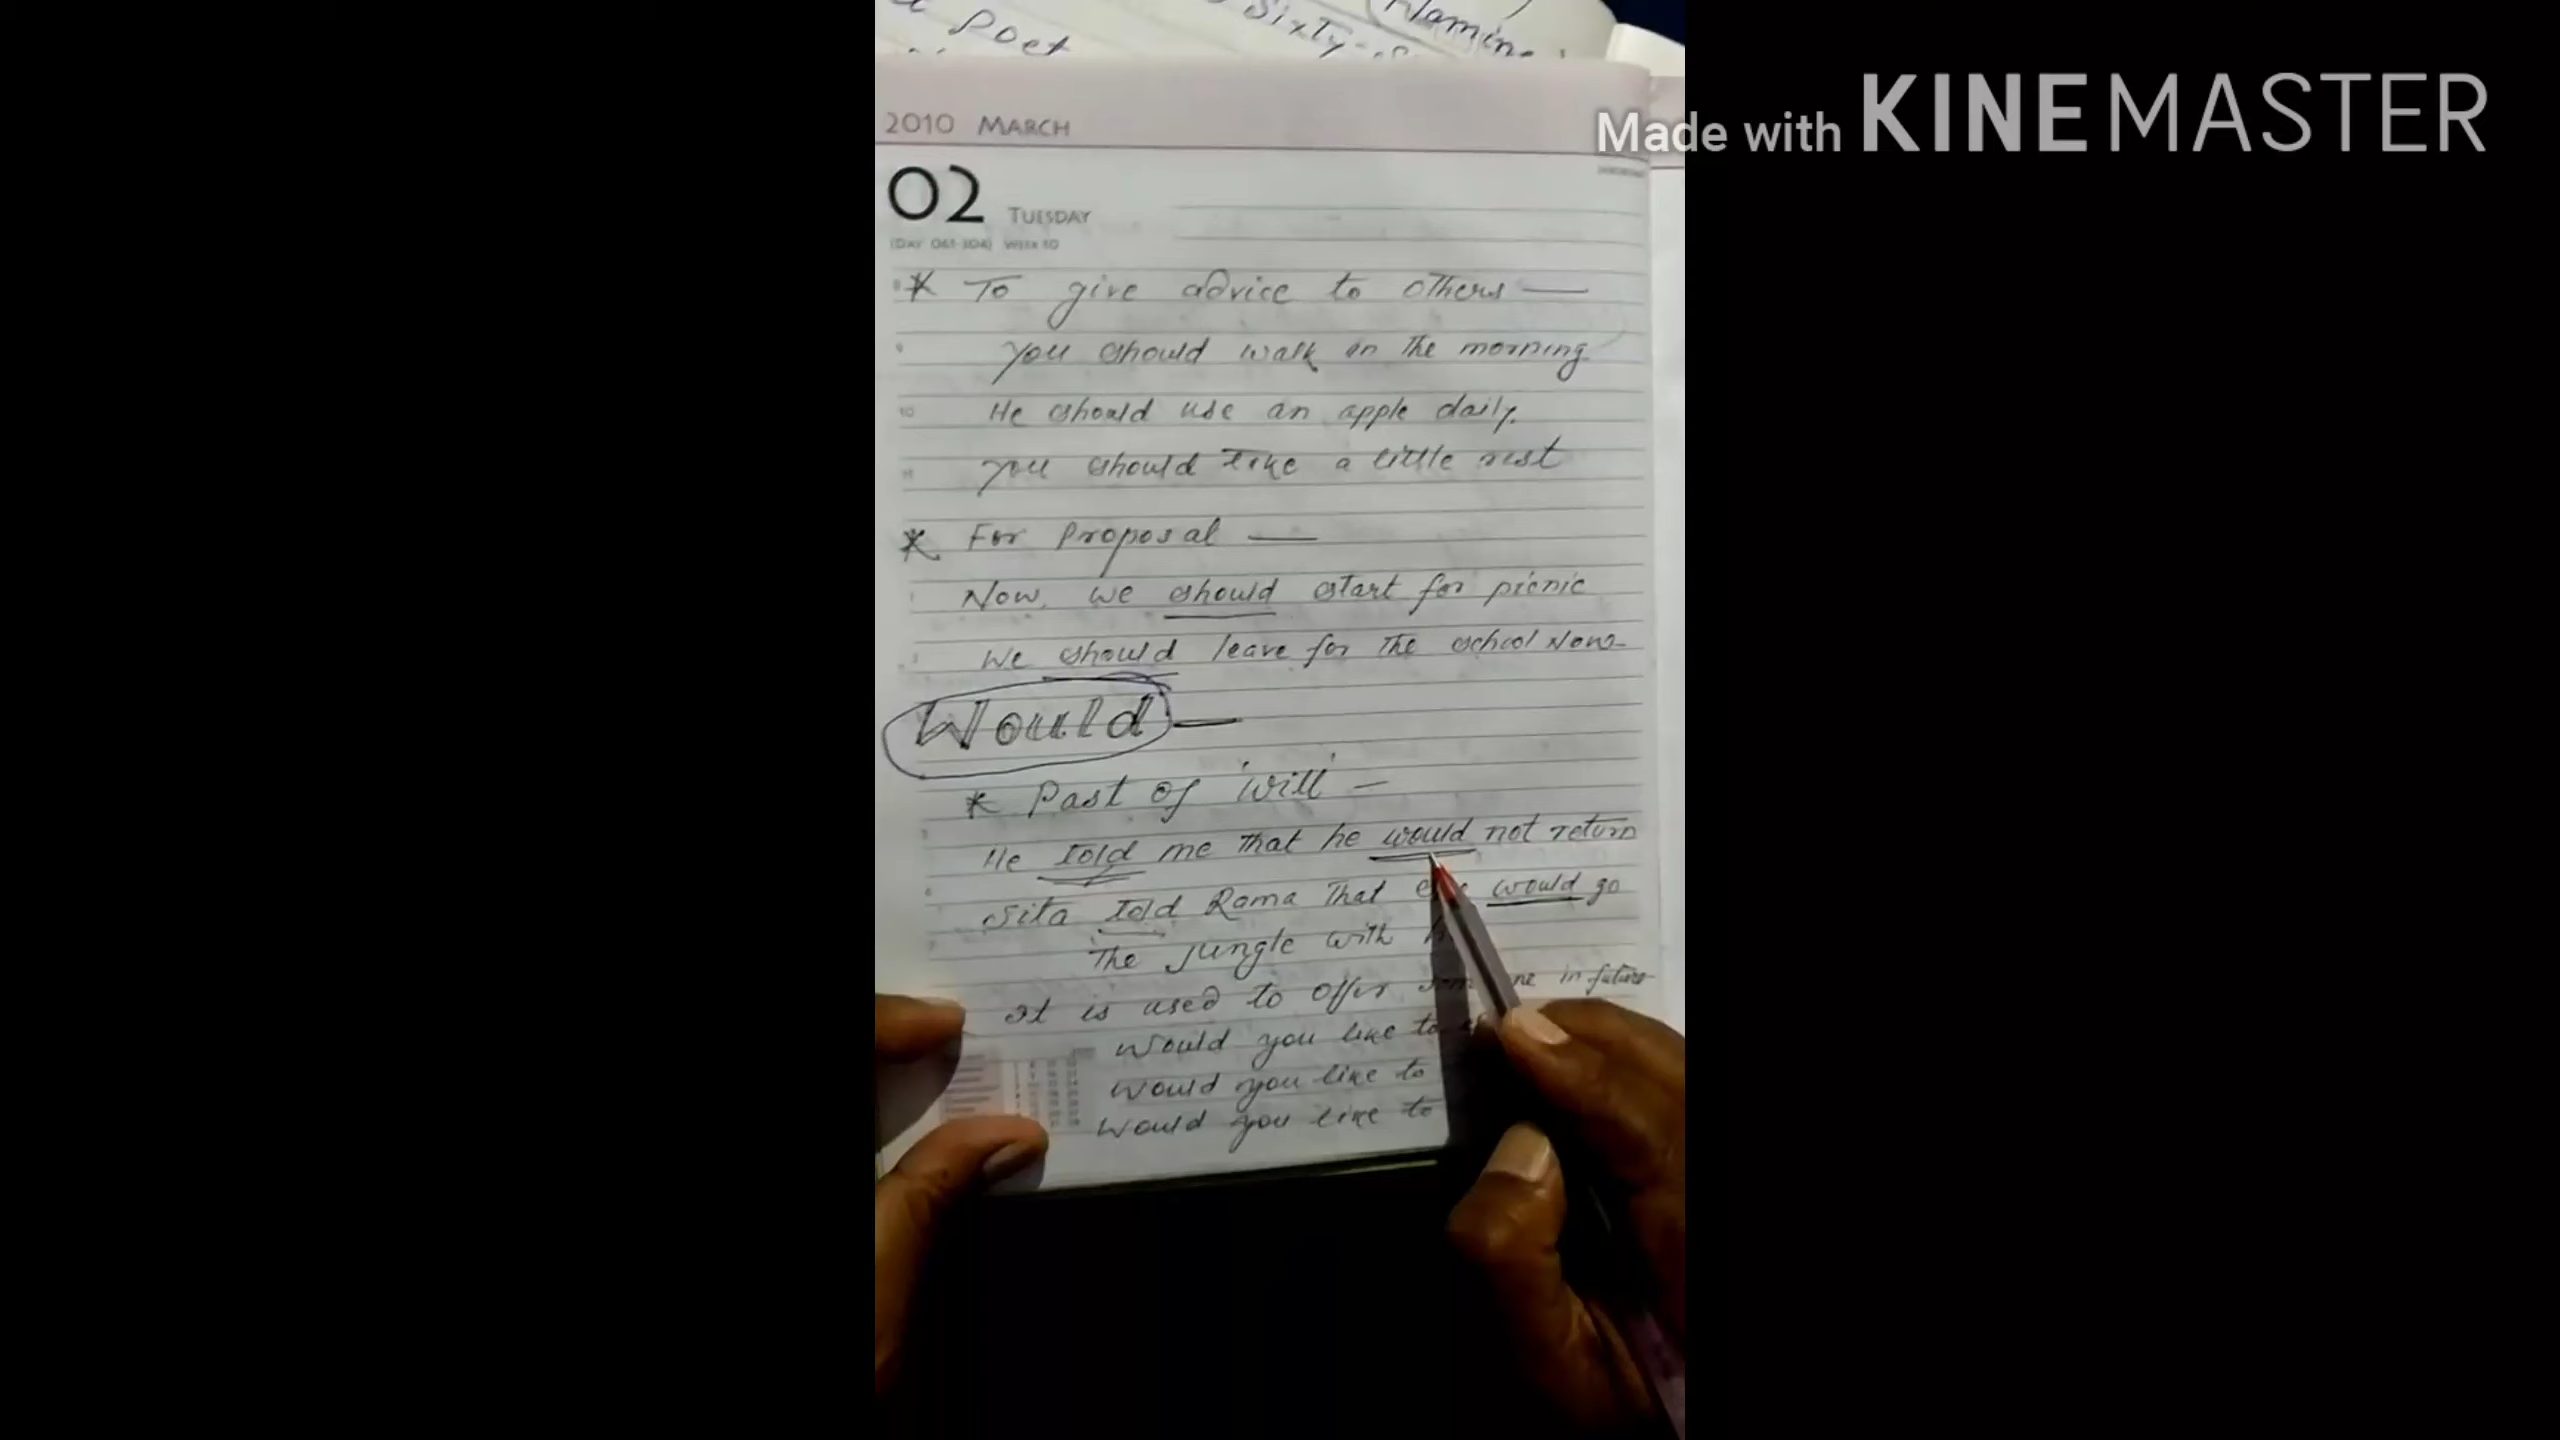 Poet Sixty-
2010 MARCH
Made with KINEMASTER
02 TUESDAY
* To give advice to others —
You should walk in the morning
He should use an apple daily.
You should take a little rest
* For Proposal —
Now, we should start for picnic
We should leave for the school Now
Would —
* Past of 'will' —
He told me that he would not return
Sita told Rama that would go
The jungle with
It is used to offer in future
Would you like to
Would you like to
Would you like to